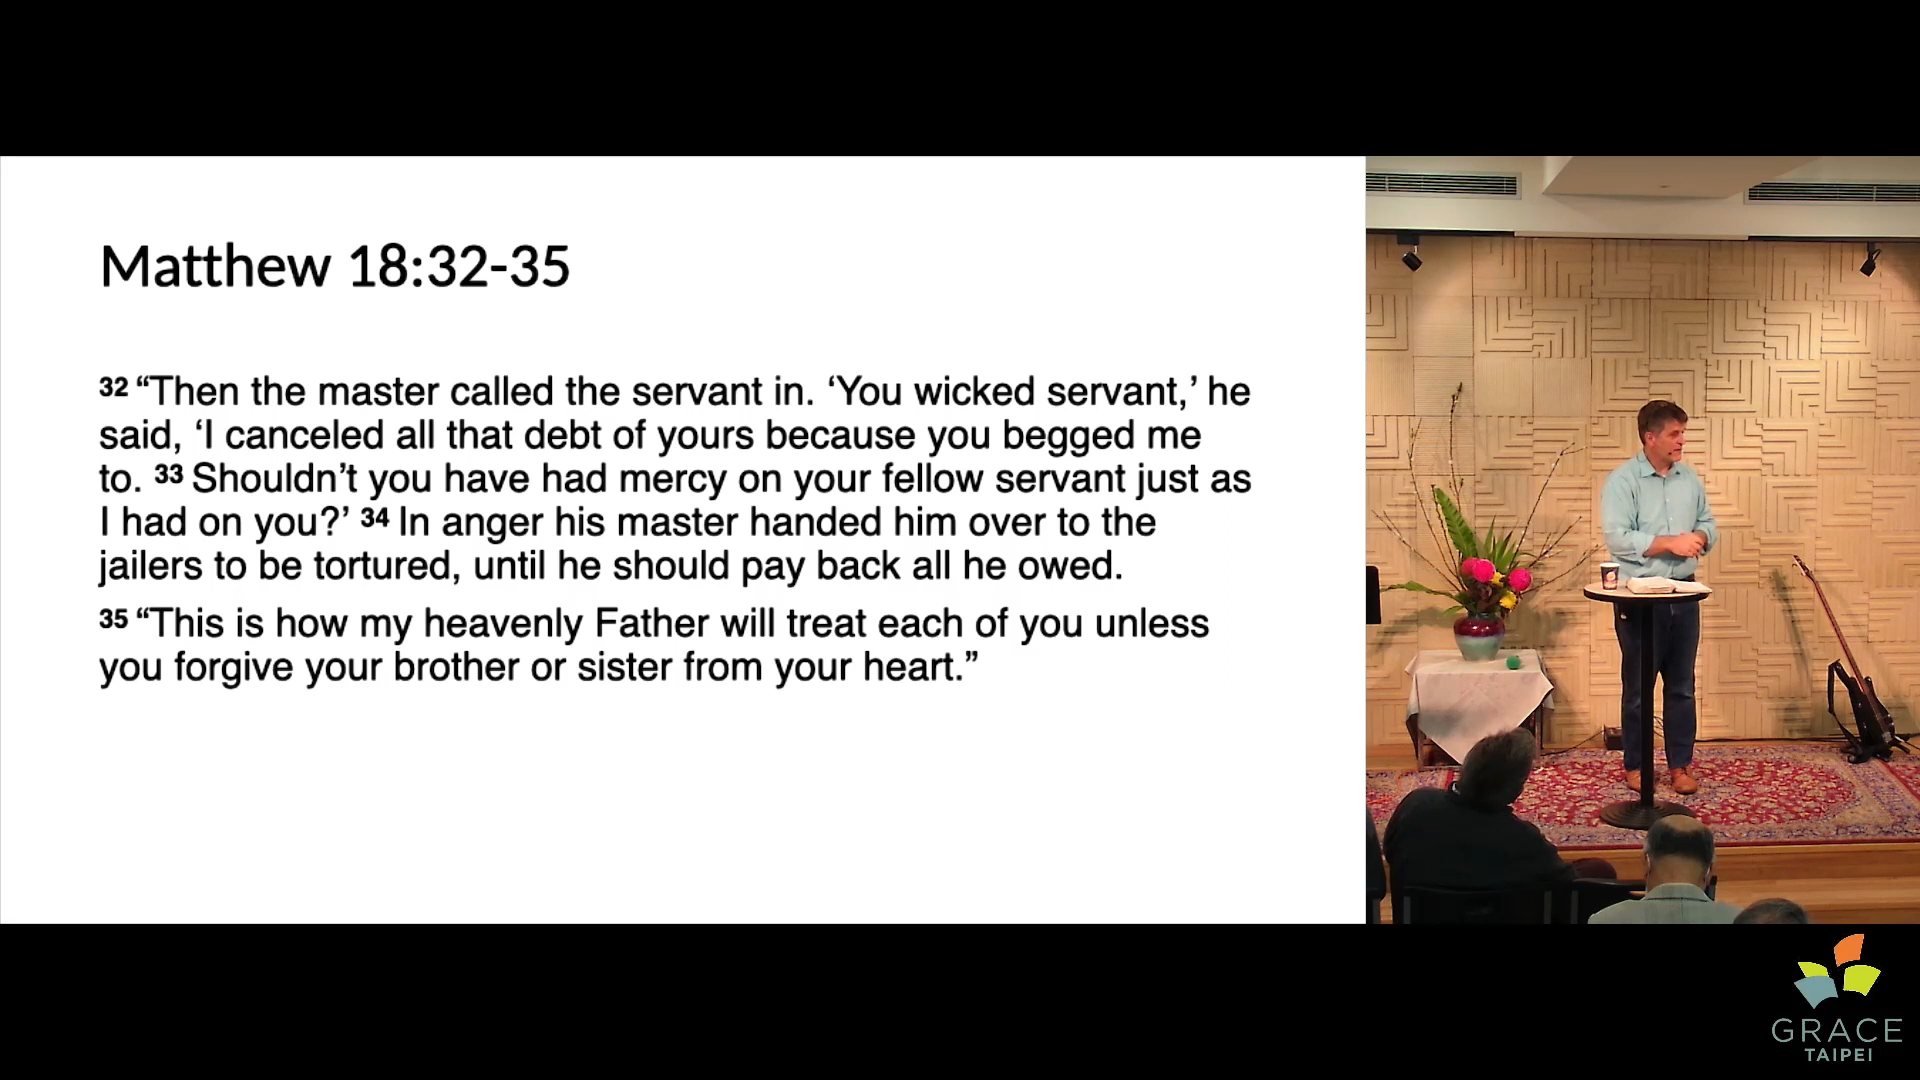 Matthew 18:32-35
32 “Then the master called the servant in. ‘You wicked servant,’ he
said, ‘I canceled all that debt of yours because you begged me
to. 33 Shouldn’t you have had mercy on your fellow servant just as
I had on you?’ 34 In anger his master handed him over to the
jailers to be tortured, until he should pay back all he owed.
35 “This is how my heavenly Father will treat each of you unless
you forgive your brother or sister from your heart.”
GRACE
TAIPEI